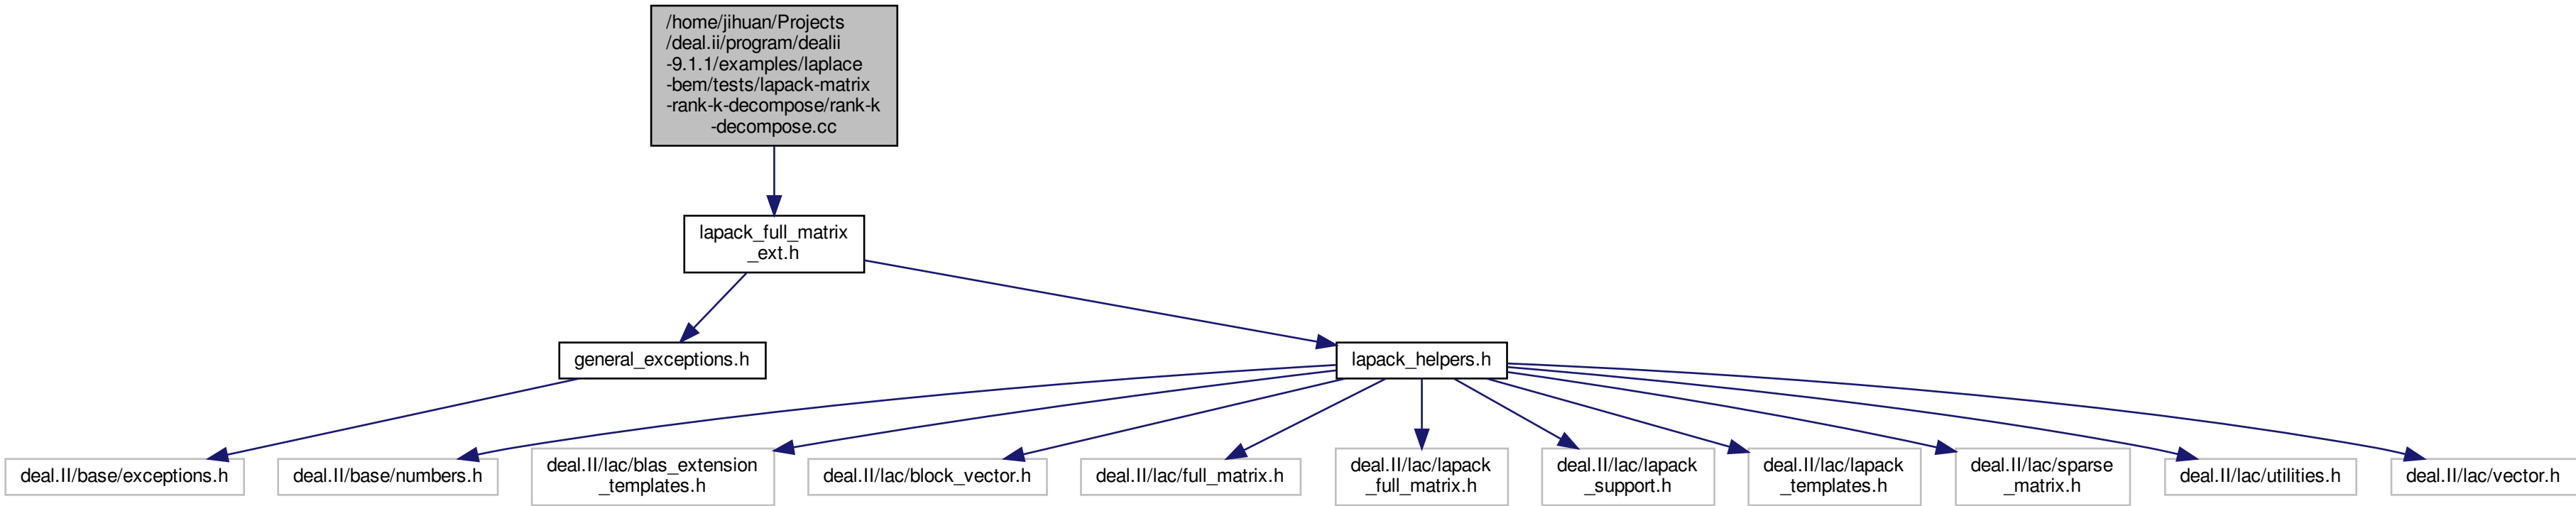 /home/jihuan/Projects
/deal.ii/program/dealii
-9.1.1/examples/laplace
-bem/tests/lapack-matrix
-rank-k-decompose/rank-k
-decompose.cc
lapack_full_matrix
_ext.h
general_exceptions.h
lapack_helpers.h
deal.II/base/exceptions.h
deal.II/base/numbers.h
deal.II/lac/blas_extension
_templates.h
deal.II/lac/block_vector.h
deal.II/lac/full_matrix.h
deal.II/lac/lapack
_full_matrix.h
deal.II/lac/lapack
_support.h
deal.II/lac/lapack
_templates.h
deal.II/lac/sparse
_matrix.h
deal.II/lac/utilities.h
deal.II/lac/vector.h